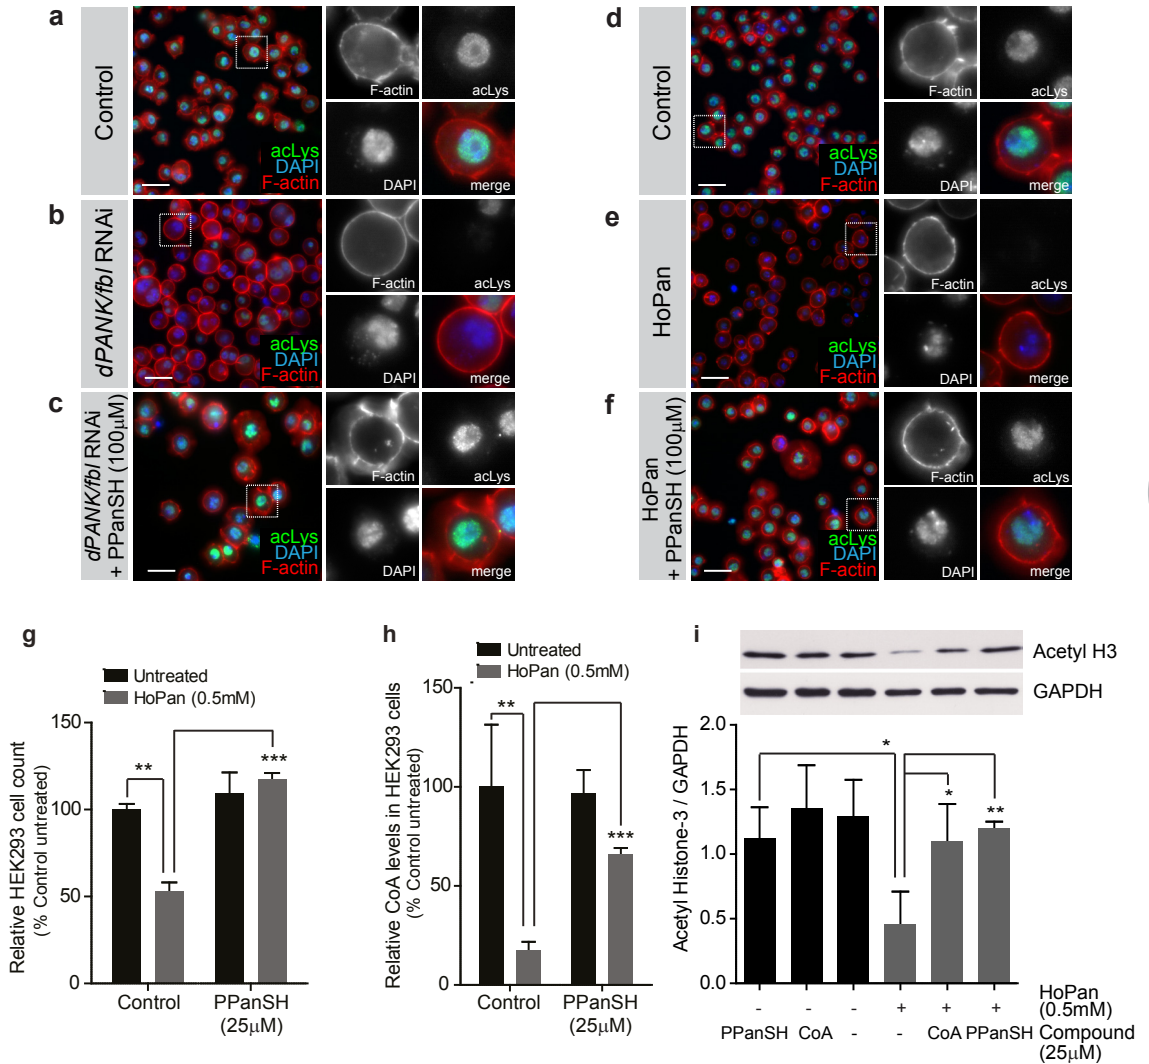 a
Control
acLys
DAPI
F-actin
F-actin
acLys
DAPI
merge
b
dPANK/fbl RNAi
acLys
DAPI
F-actin
F-actin
acLys
DAPI
merge
c
dPANK/fbl RNAi
+ PPanSH (100μM)
acLys
DAPI
F-actin
F-actin
acLys
DAPI
merge
d
Control
acLys
DAPI
F-actin
F-actin
acLys
DAPI
merge
e
HoPan
acLys
DAPI
F-actin
F-actin
acLys
DAPI
merge
f
HoPan
+ PPanSH (100μM)
acLys
DAPI
F-actin
F-actin
acLys
DAPI
merge
g
Untreated
HoPan (0.5mM)
Relative HEK293 cell count
(% Control untreated)
150
100
50
0
**
***
Control
PPanSH
(25μM)
h
Untreated
HoPan (0.5mM)
Relative CoA levels in HEK293 cells
(% Control untreated)
150
100
50
0
**
***
Control
PPanSH
(25μM)
i
Acetyl H3
GAPDH
Acetyl Histone-3 / GAPDH
2.0
1.5
1.0
0.5
0.0
*
*
**
- - - + + + HoPan
(0.5mM)
PPanSH CoA - - CoA PPanSH Compound
(25μM)